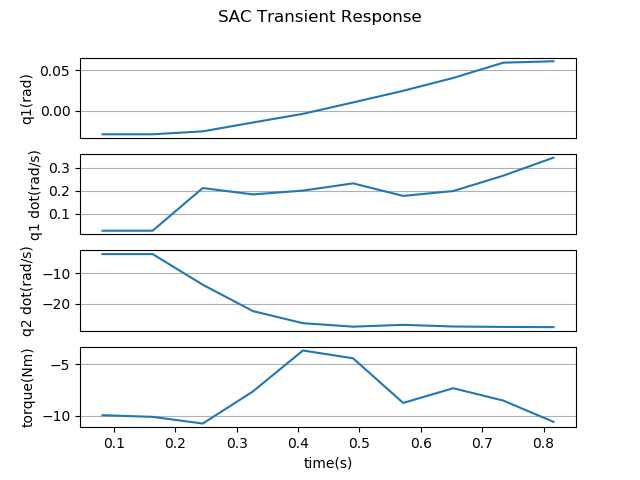 SAC Transient Response
q1(rad)
0.05
0.00
q1 dot(rad/s)
0.3
0.2
0.1
q2 dot(rad/s)
−10
−20
torque(Nm)
−5
−10
0.1 0.2 0.3 0.4 0.5 0.6 0.7 0.8
time(s)